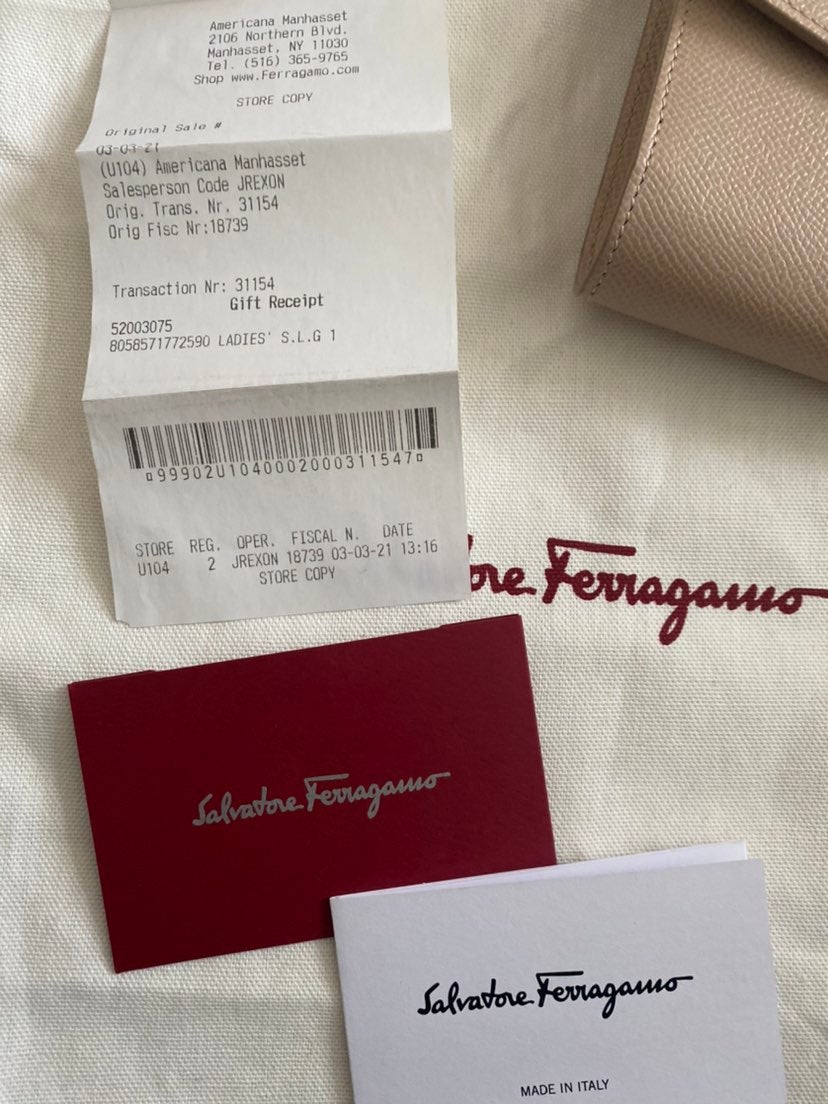 Americana Manhasset
2106 Northern Blvd.
Manhasset, NY 11030
Tel. (516) 365-9765
Shop www.Ferragamo.com
STORE COPY
Original Sale #
03-03-21
(U104) Americana Manhasset
Salesperson Code JREXON
Orig. Trans. Nr. 31154
Orig Fisc Nr:18739
Transaction Nr: 31154
Gift Receipt
52003075
8058571772590 LADIES' S.L.G 1
¤99902U1040002000311547¤
STORE REG. OPER. FISCAL N. DATE
U104 2 JREXON 18739 03-03-21 13:16
STORE COPY
ore Ferragamo
Salvatore Ferragamo
Salvatore Ferragamo
MADE IN ITALY